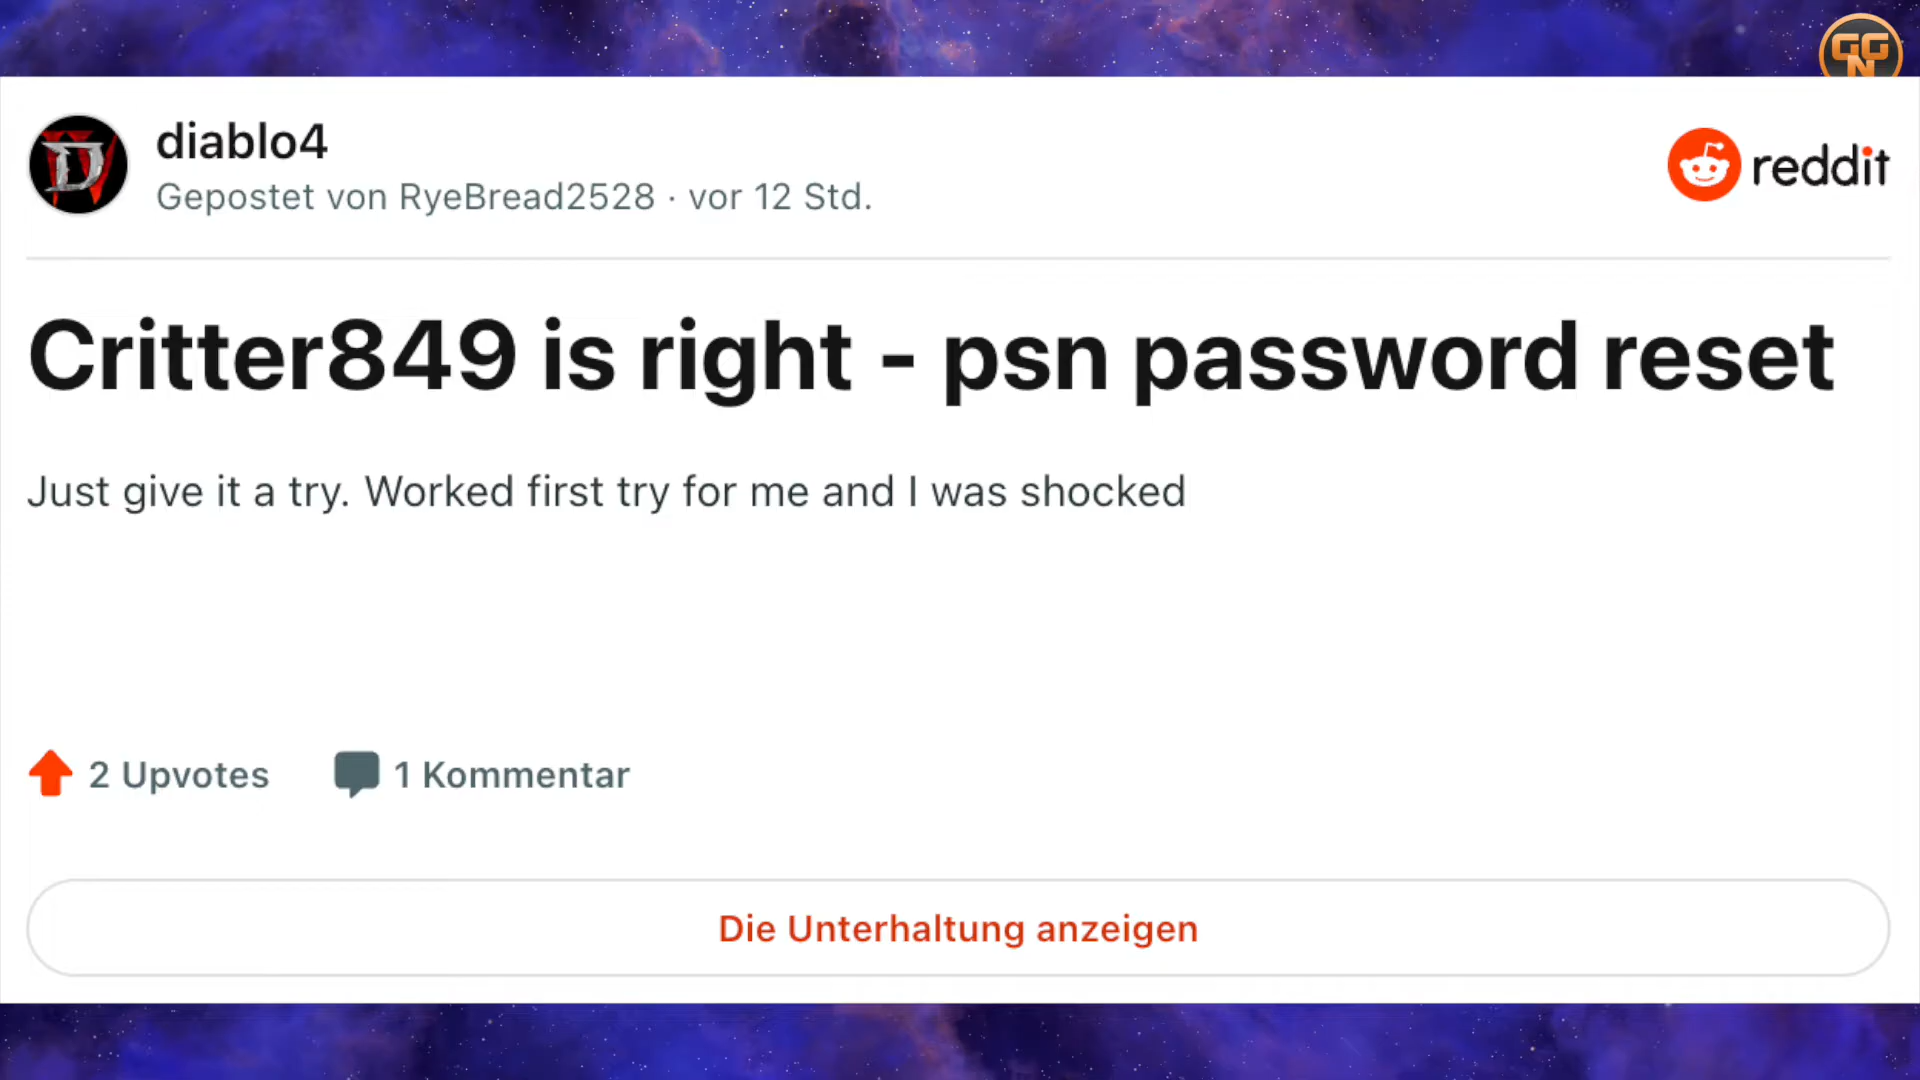 GG
N
diablo4
Gepostet von RyeBread2528 · vor 12 Std.
reddit
Critter849 is right - psn password reset
Just give it a try. Worked first try for me and I was shocked
2 Upvotes
1 Kommentar
Die Unterhaltung anzeigen